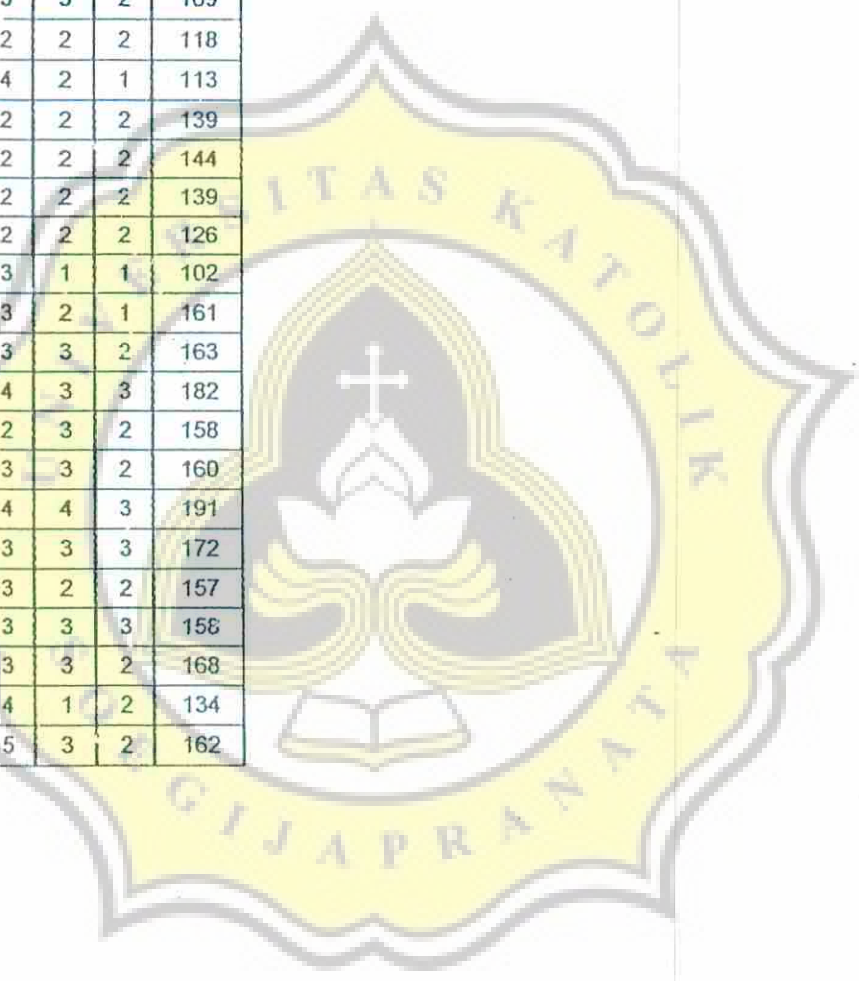 2 2 2 118
4 2 1 113
2 2 2 139
2 2 2 144
2 2 2 139
2 2 2 126
3 1 1 102
3 2 1 161
3 3 2 163
4 3 3 182
2 3 2 158
3 3 2 160
4 4 3 191
3 3 3 172
3 2 2 157
3 3 3 158
3 3 2 168
4 1 2 134
5 3 2 162
UNIVERSITAS KATOLIK
SOEGIJAPRANATA